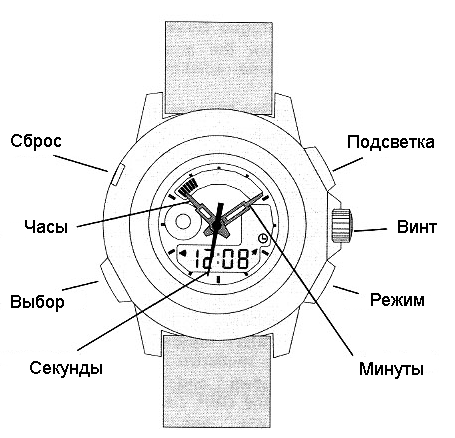 Сброс
Подсветка
Часы
Винт
12:08
Выбор
Режим
Секунды
Минуты